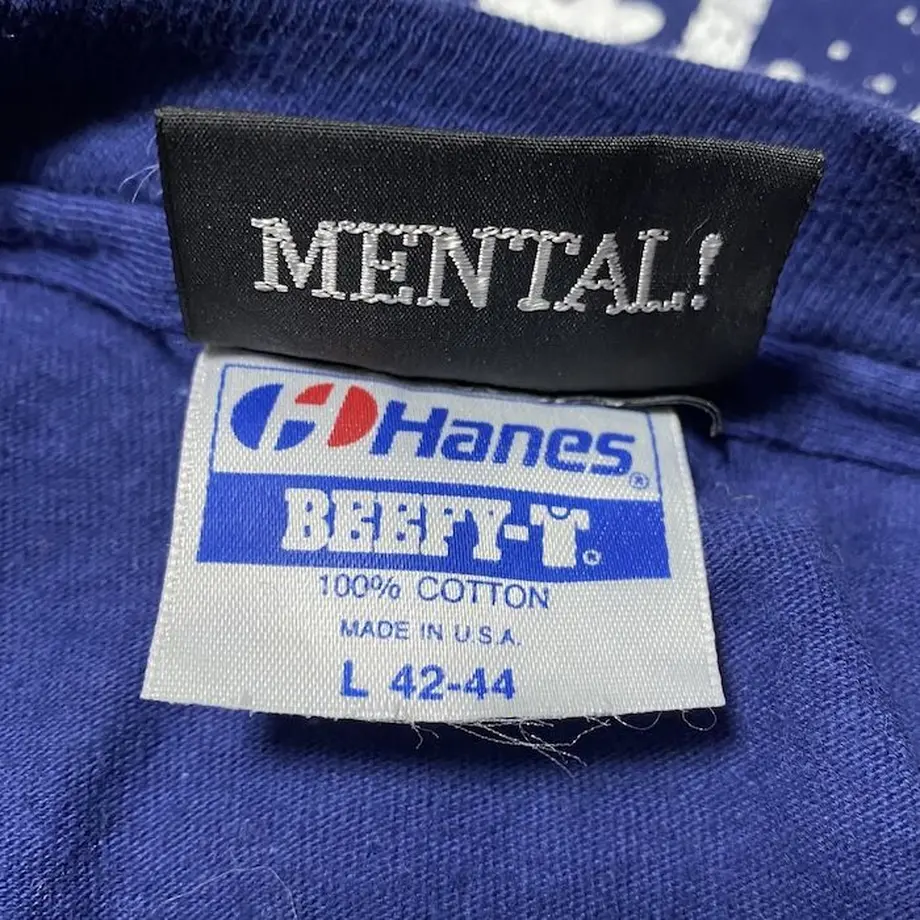 MENTAL!
Hanes®
BEEFY-T®
100% COTTON
MADE IN U.S.A.
L 42-44